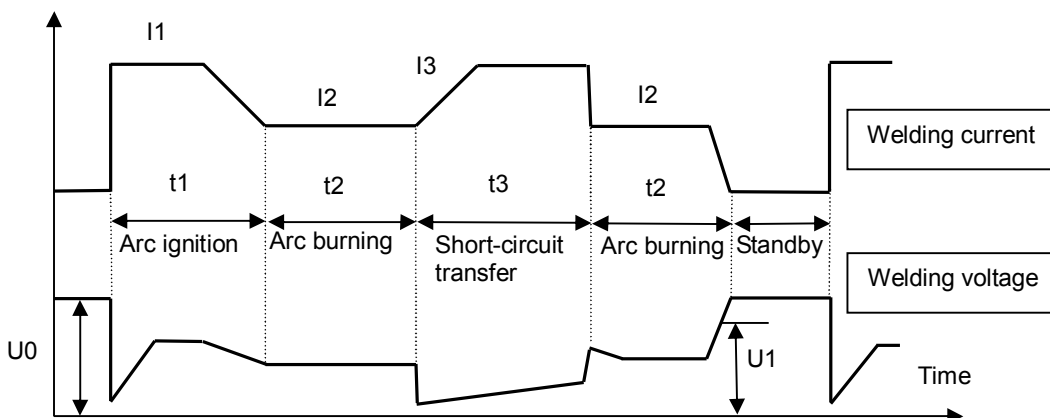 I1
I3
I2
I2
Welding current
t1
t2
t3
t2
Arc ignition
Arc burning
Short-circuit
transfer
Arc burning
Standby
Welding voltage
U0
U1
Time